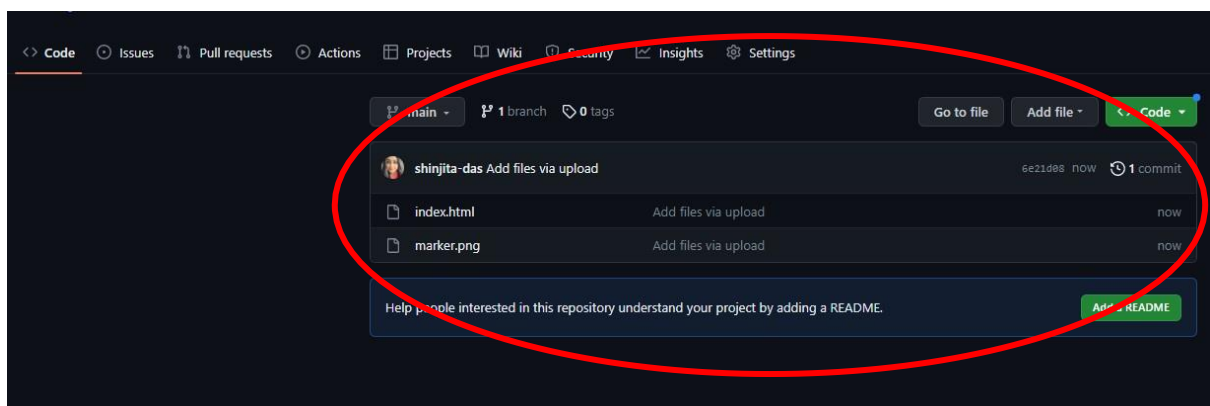 <> Code Issues Pull requests Actions Projects Wiki Security Insights Settings
main 1 branch 0 tags Go to file Add file <> Code
shinjita-das Add files via upload 6e21d08 now 1 commit
index.html Add files via upload now
marker.png Add files via upload now
Help people interested in this repository understand your project by adding a README. Add a README